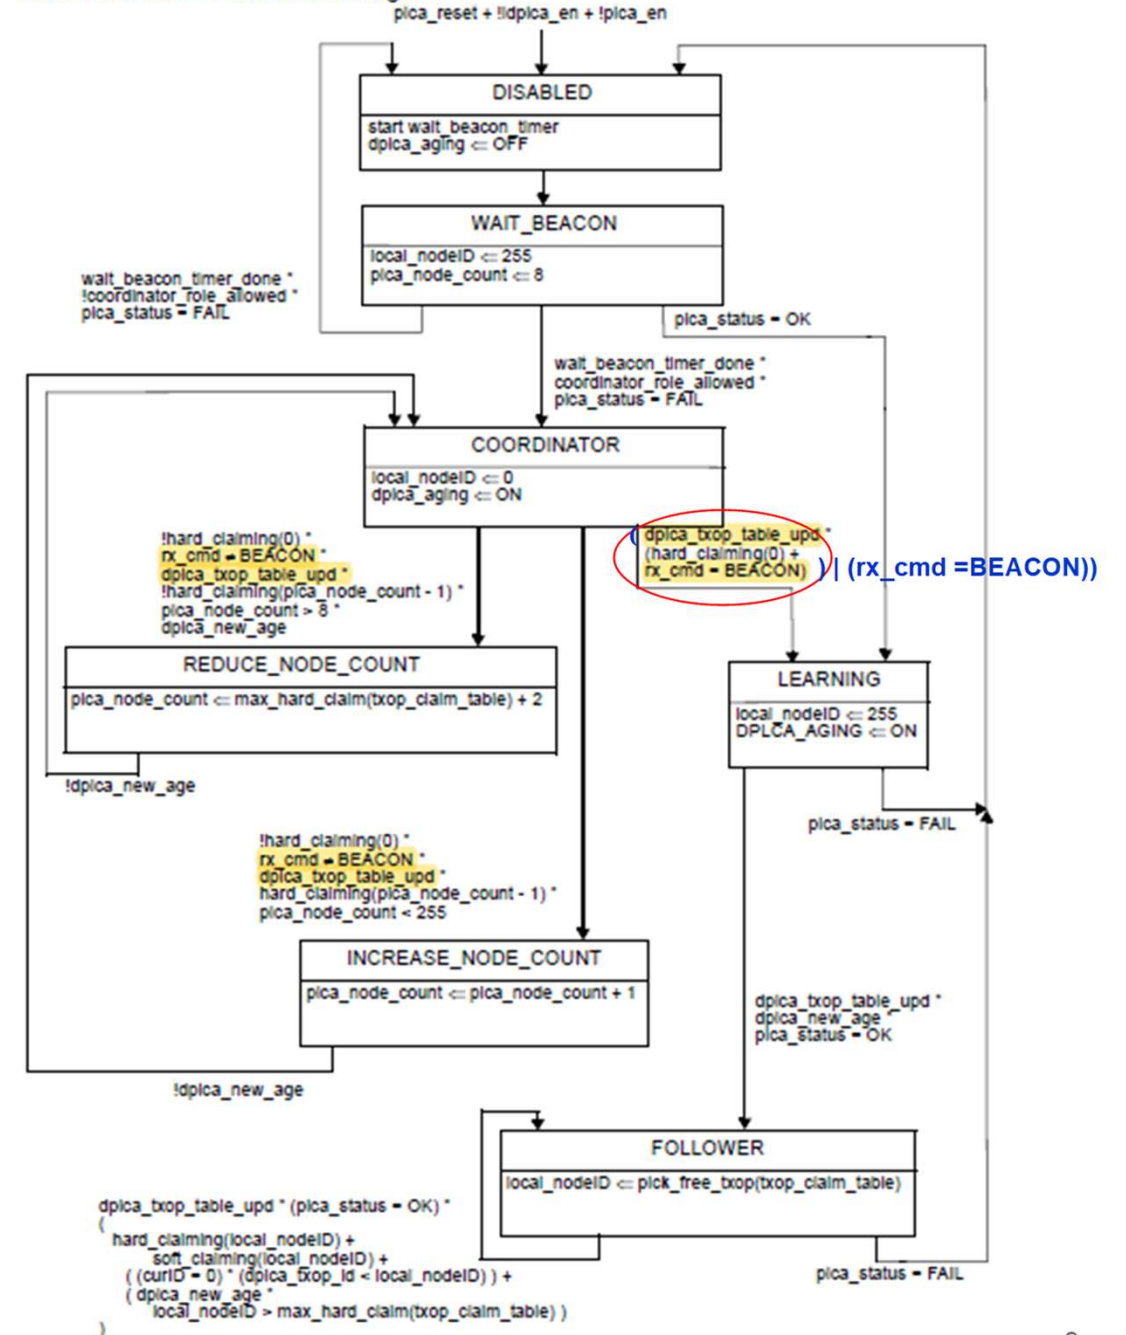 plca_reset + !dplca_en + !plca_en
DISABLED
start wait_beacon_timer
dplca_aging ⇐ OFF
WAIT_BEACON
local_nodeID ⇐ 255
plca_node_count ⇐ 8
wait_beacon_timer_done *
!coordinator_role_allowed *
plca_status = FAIL
plca_status = OK
wait_beacon_timer_done *
coordinator_role_allowed *
plca_status = FAIL
COORDINATOR
local_nodeID ⇐ 0
dplca_aging ⇐ ON
!hard_claiming(0) *
rx_cmd ≠ BEACON *
dplca_txop_table_upd *
!hard_claiming(plca_node_count - 1) *
plca_node_count > 8 *
dplca_new_age
( dplca_txop_table_upd *
(hard_claiming(0) +
rx_cmd = BEACON) ) | (rx_cmd =BEACON))
REDUCE_NODE_COUNT
plca_node_count ⇐ max_hard_claim(txop_claim_table) + 2
!dplca_new_age
LEARNING
local_nodeID ⇐ 255
DPLCA_AGING ⇐ ON
plca_status = FAIL
!hard_claiming(0) *
rx_cmd ≠ BEACON *
dplca_txop_table_upd *
hard_claiming(plca_node_count - 1) *
plca_node_count < 255
INCREASE_NODE_COUNT
plca_node_count ⇐ plca_node_count + 1
!dplca_new_age
dplca_txop_table_upd *
dplca_new_age *
plca_status = OK
FOLLOWER
local_nodeID ⇐ pick_free_txop(txop_claim_table)
plca_status = FAIL
dplca_txop_table_upd * (plca_status = OK) *
(
hard_claiming(local_nodeID) +
soft_claiming(local_nodeID) +
( (curID = 0) * (dplca_txop_id < local_nodeID) ) +
( dplca_new_age *
local_nodeID > max_hard_claim(txop_claim_table) )
)